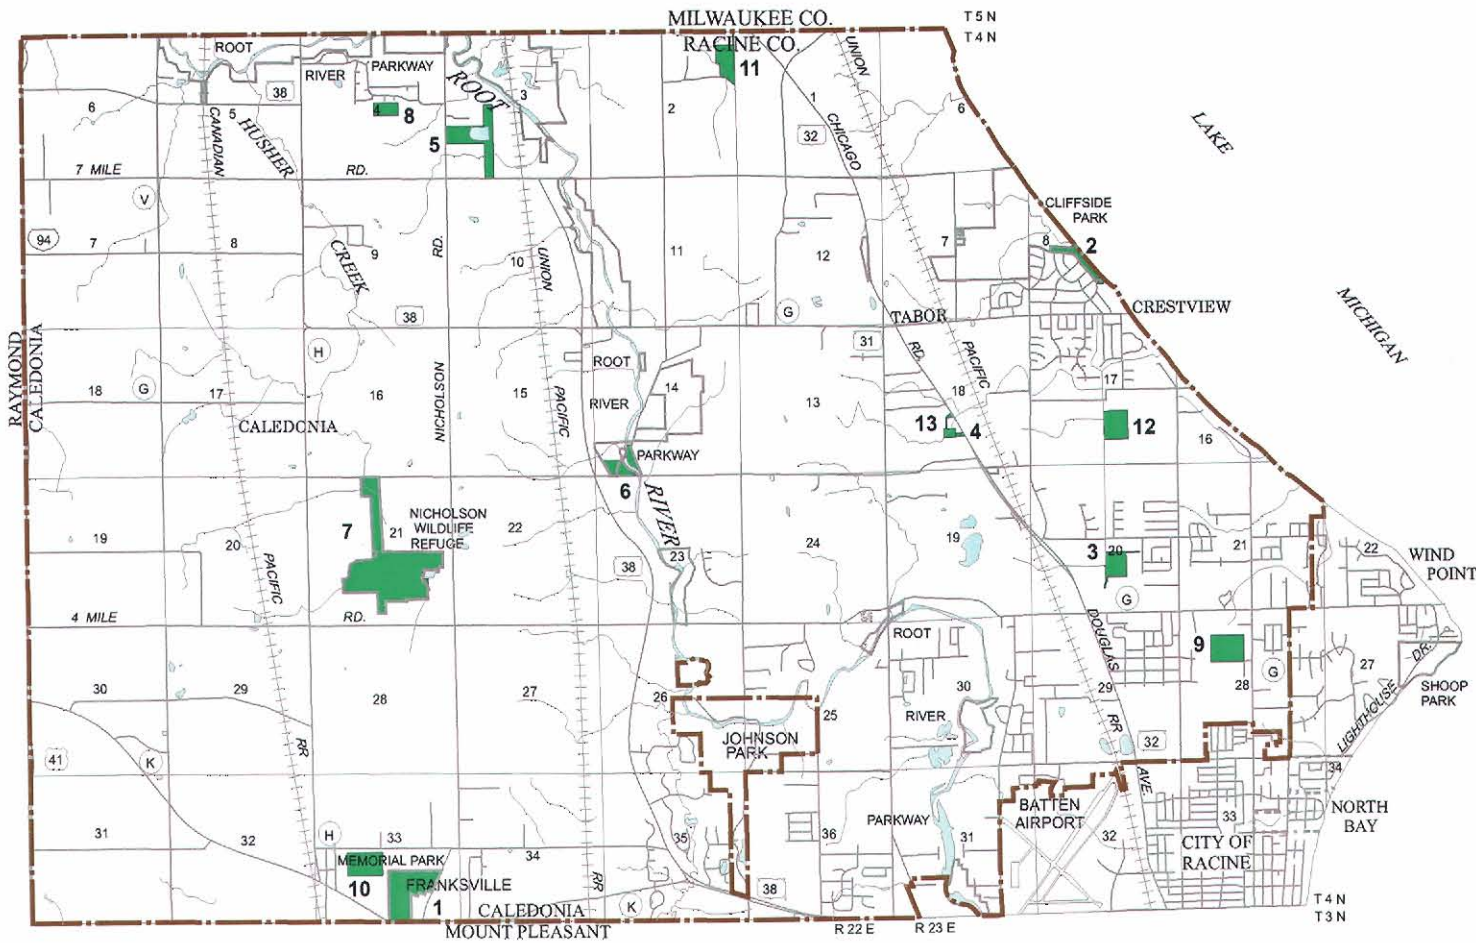 MILWAUKEE CO.
RACINE CO.
T 5 N
T 4 N
ROOT
RIVER
PARKWAY
38
ROOT
3
11
2
1
UNION
6
6
5
4
8
5
32
CHICAGO
LAKE
CANADIAN
HUSHER
7 MILE
RD.
V
CLIFFSIDE
PARK
94
7
8
9
CREEK
RD.
10
UNION
11
12
7
8
2
38
G
TABOR
CRESTVIEW
MICHIGAN
RAYMOND
CALEDONIA
H
31
RD.
PACIFIC
ROOT
RIVER
PARKWAY
18
G
17
16
NICHOLSON
15
PACIFIC
14
13
18
17
CALEDONIA
13
4
12
16
6
RIVER
7
21
NICHOLSON
WILDLIFE
REFUGE
22
19
20
PACIFIC
38
23
24
19
3
20
21
22
WIND
POINT
G
4 MILE
RD.
ROOT
DOUGLAS
9
30
29
28
27
26
25
30
RIVER
29
28
G
27
DR.
LIGHTHOUSE
SHOOP
PARK
RR
JOHNSON
PARK
RR
32
41
K
AVE.
34
31
32
H
33
34
35
36
PARKWAY
31
BATTEN
AIRPORT
32
33
NORTH
BAY
CITY OF
RACINE
MEMORIAL PARK
10
FRANKSVILLE
1
RR
K
38
CALEDONIA
MOUNT PLEASANT
R 22 E
R 23 E
T 4 N
T 3 N